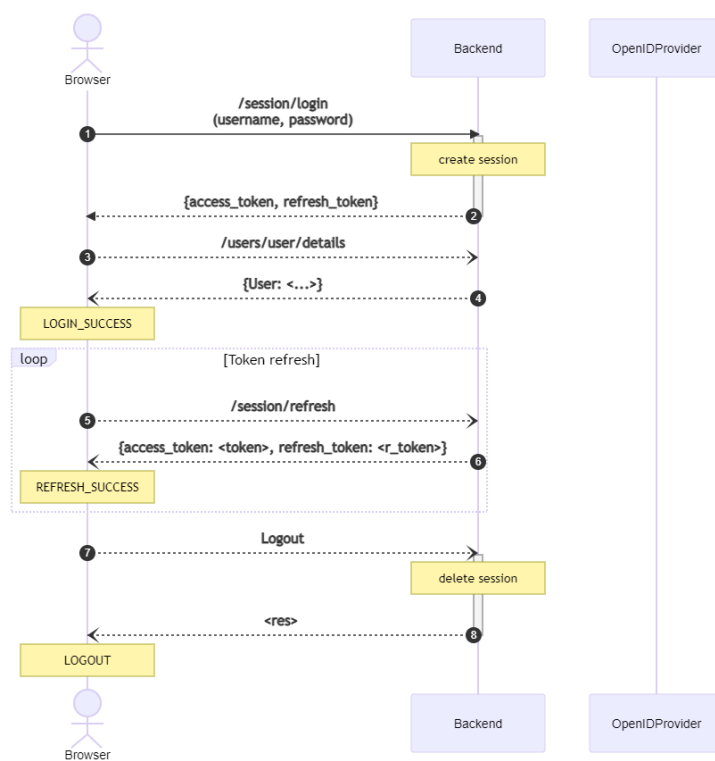 Browser
Backend
OpenIDProvider
/session/login
(username, password)
1
create session
{access_token, refresh_token}
2
/users/user/details
3
{User: <...>}
4
LOGIN_SUCCESS
loop
[Token refresh]
/session/refresh
5
{access_token: <token>, refresh_token: <r_token>}
6
REFRESH_SUCCESS
Logout
7
delete session
<res>
8
LOGOUT
Browser
Backend
OpenIDProvider